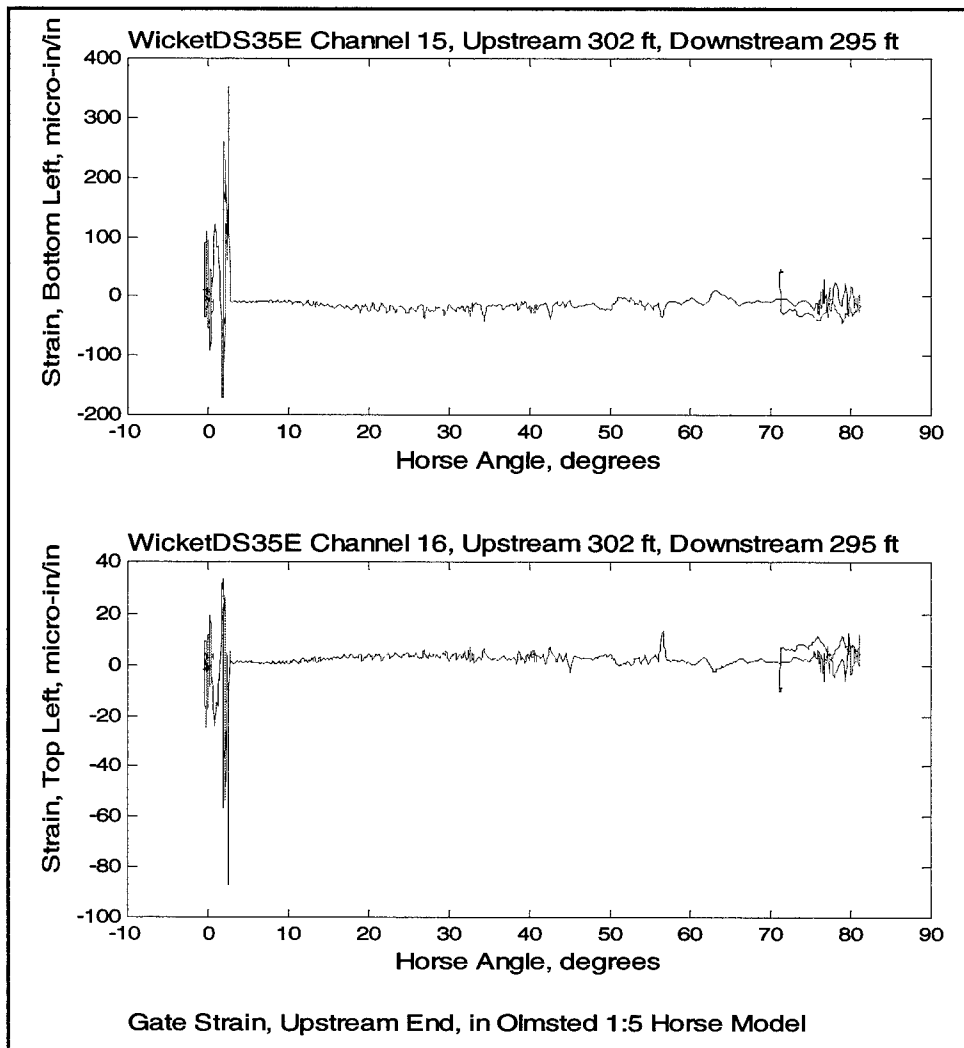 WicketDS35E Channel 15, Upstream 302 ft, Downstream 295 ft
Strain, Bottom Left, micro-in/in
400
300
200
100
0
-100
-200
-10 0 10 20 30 40 50 60 70 80 90
Horse Angle, degrees
WicketDS35E Channel 16, Upstream 302 ft, Downstream 295 ft
Strain, Top Left, micro-in/in
40
20
0
-20
-40
-60
-80
-100
-10 0 10 20 30 40 50 60 70 80 90
Horse Angle, degrees
Gate Strain, Upstream End, in Olmsted 1:5 Horse Model